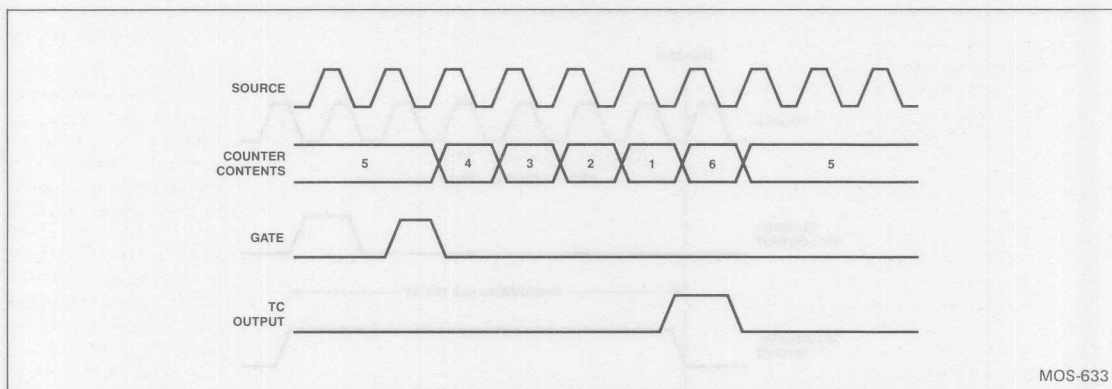 SOURCE
COUNTER
CONTENTS
5 4 3 2 1 6 5
GATE
TC
OUTPUT
MOS-633